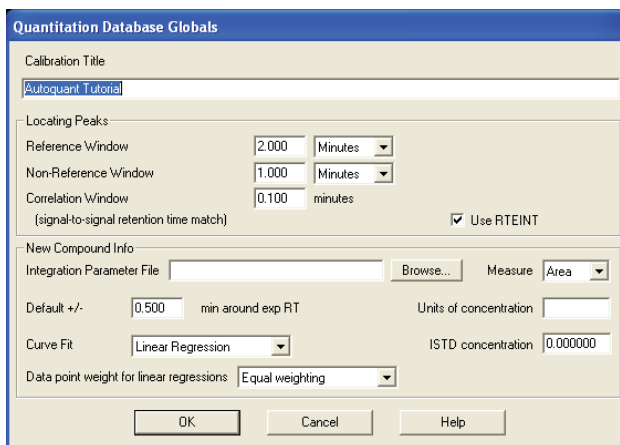 Quantitation Database Globals
Calibration Title
Autoquant Tutorial
Locating Peaks
Reference Window 2.000 Minutes
Non-Reference Window 1.000 Minutes
Correlation Window 0.100 minutes
(signal-to-signal retention time match) Use RTEINT
New Compound Info
Integration Parameter File Browse... Measure Area
Default +/- 0.500 min around exp RT Units of concentration
Curve Fit Linear Regression ISTD concentration 0.000000
Data point weight for linear regressions Equal weighting
OK Cancel Help